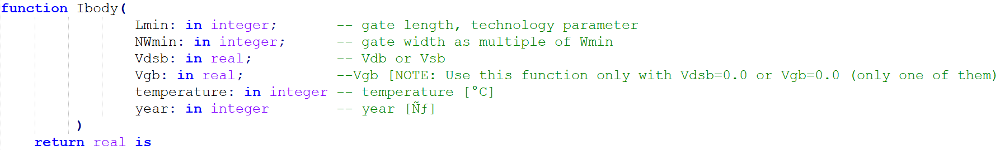 function Ibody(
Lmin: in integer; -- gate length, technology parameter
NWmin: in integer; -- gate width as multiple of Wmin
Vdsb: in real; -- Vdb or Vsb
Vgb: in real; --Vgb [NOTE: Use this function only with Vdsb=0.0 or Vgb=0.0 (only one of them)
temperature: in integer -- temperature [°C]
year: in integer -- year [Ñƒ]
)
return real is